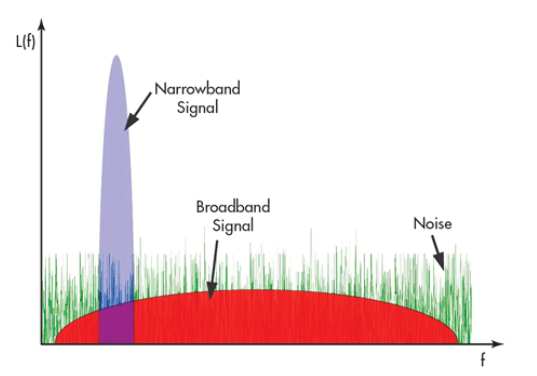 L(f)
Narrowband
Signal
Broadband
Signal
Noise
f